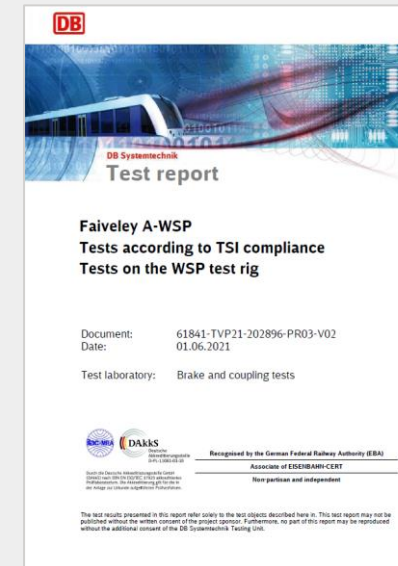 DB
DB Systemtechnik
Test report
Faiveley A-WSP
Tests according to TSI compliance
Tests on the WSP test rig
Document: 61841-TVP21-202896-PR03-V02
Date: 01.06.2021
Test laboratory: Brake and coupling tests
DAkkS
Deutsche
Akkreditierungsstelle
Recognised by the German Federal Railway Authority (EBA)
Associate of EISENBAHN-CERT
Non-partisan and independent
The test results presented in this report refer solely to the test objects described here in. This test report may not be
published without the written consent of the project sponsor. Furthermore, no part of this report may be reproduced
without the additional consent of the DB Systemtechnik Testing Unit.